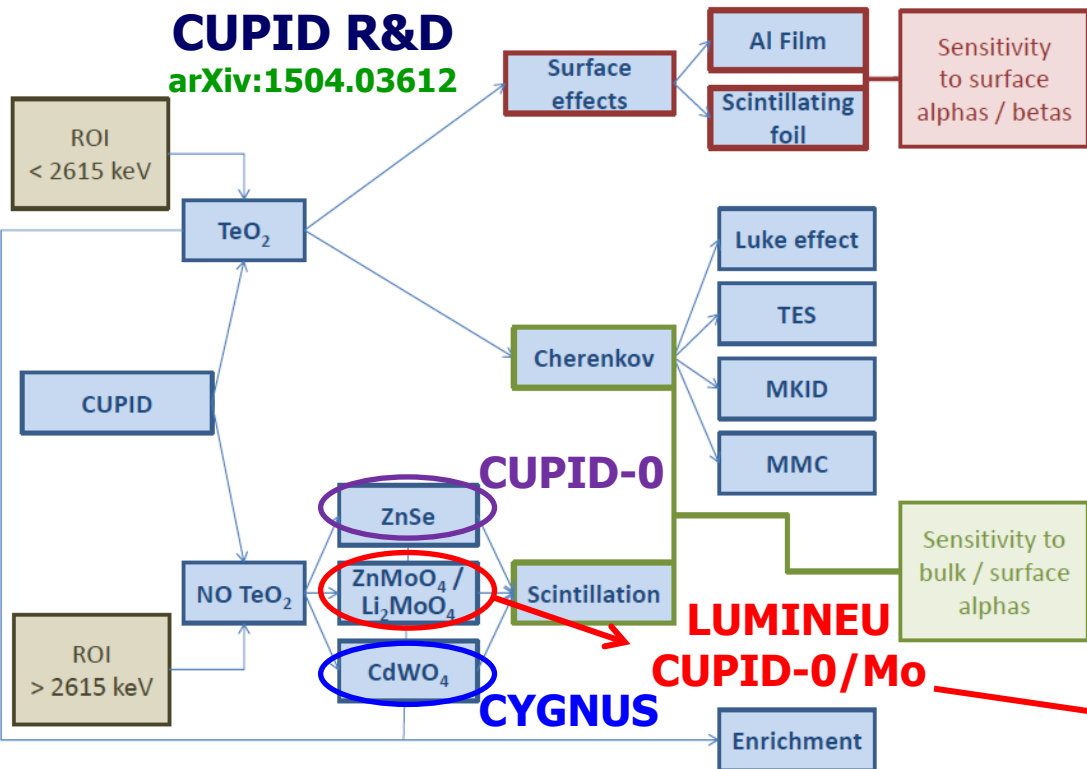 CUPID R&D
arXiv:1504.03612
ROI
< 2615 keV
TeO₂
Surface
effects
Al Film
Scintillating
foil
Sensitivity
to surface
alphas / betas
Luke effect
TES
Cherenkov
MKID
MMC
CUPID
CUPID-0
ZnSe
NO TeO₂
ZnMoO₄ /
Li₂MoO₄
Scintillation
CdWO₄
CYGNUS
LUMINEU
CUPID-0/Mo
Sensitivity to
bulk / surface
alphas
ROI
> 2615 keV
Enrichment